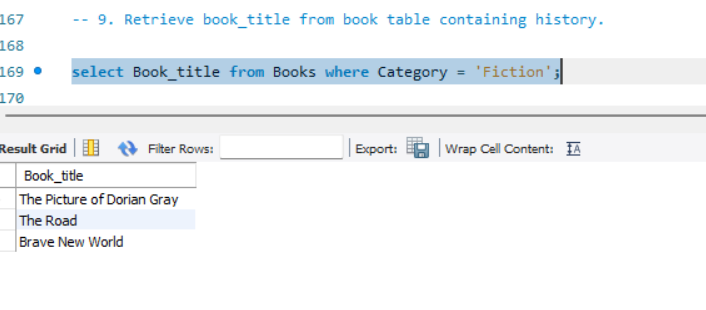 167 -- 9. Retrieve book_title from book table containing history.
168
169 select Book_title from Books where Category = 'Fiction';
170
Result Grid Filter Rows: Export: Wrap Cell Content: IA
Book_title
The Picture of Dorian Gray
The Road
Brave New World